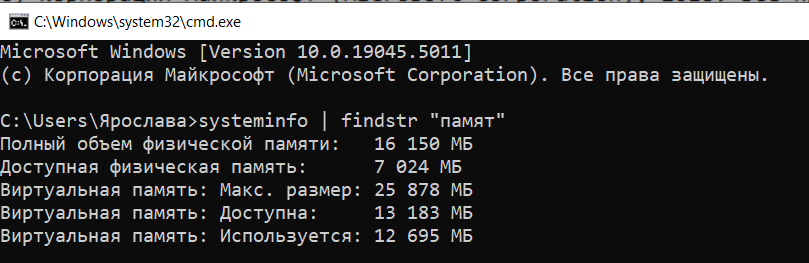 C:\Windows\system32\cmd.exe
Microsoft Windows [Version 10.0.19045.5011]
(c) Корпорация Майкрософт (Microsoft Corporation). Все права защищены.
C:\Users\Ярослава>systeminfo | findstr "памят"
Полный объем физической памяти:   16 150 МБ
Доступная физическая память:      7 024 МБ
Виртуальная память: Макс. размер: 25 878 МБ
Виртуальная память: Доступна:     13 183 МБ
Виртуальная память: Используется: 12 695 МБ